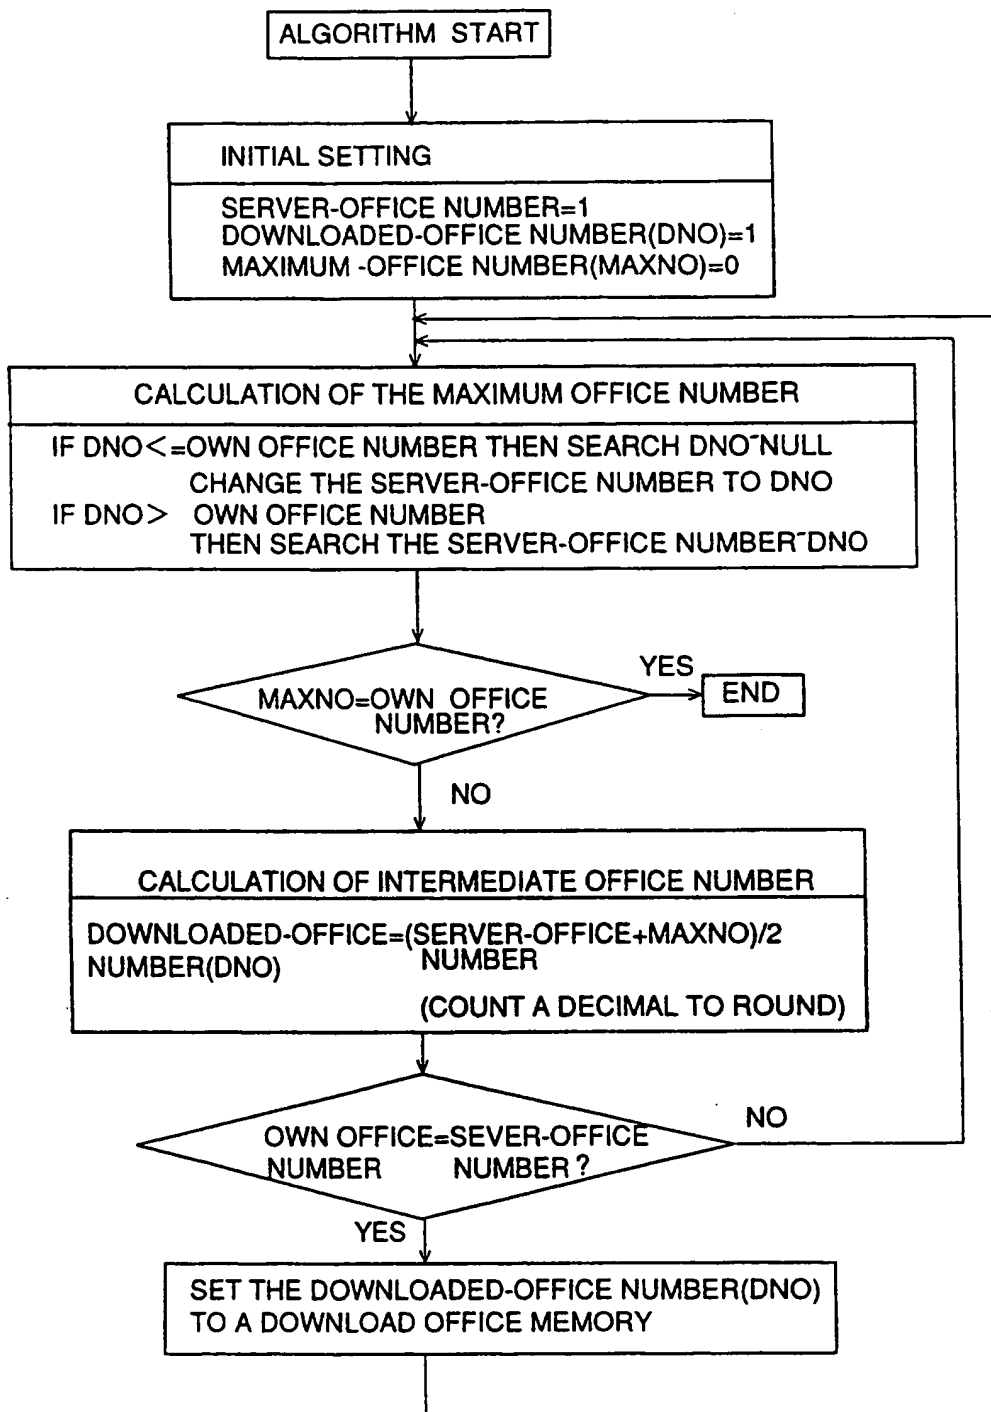 ALGORITHM START
INITIAL SETTING
SERVER-OFFICE NUMBER=1
DOWNLOADED-OFFICE NUMBER(DNO)=1
MAXIMUM -OFFICE NUMBER(MAXNO)=0
CALCULATION OF THE MAXIMUM OFFICE NUMBER
IF DNO<=OWN OFFICE NUMBER THEN SEARCH DNO~NULL
CHANGE THE SERVER-OFFICE NUMBER TO DNO
IF DNO> OWN OFFICE NUMBER
THEN SEARCH THE SERVER-OFFICE NUMBER~DNO
MAXNO=OWN OFFICE
NUMBER?
YES
END
NO
CALCULATION OF INTERMEDIATE OFFICE NUMBER
DOWNLOADED-OFFICE=(SERVER-OFFICE+MAXNO)/2
NUMBER(DNO) NUMBER
(COUNT A DECIMAL TO ROUND)
OWN OFFICE=SEVER-OFFICE
NUMBER NUMBER?
NO
YES
SET THE DOWNLOADED-OFFICE NUMBER(DNO)
TO A DOWNLOAD OFFICE MEMORY